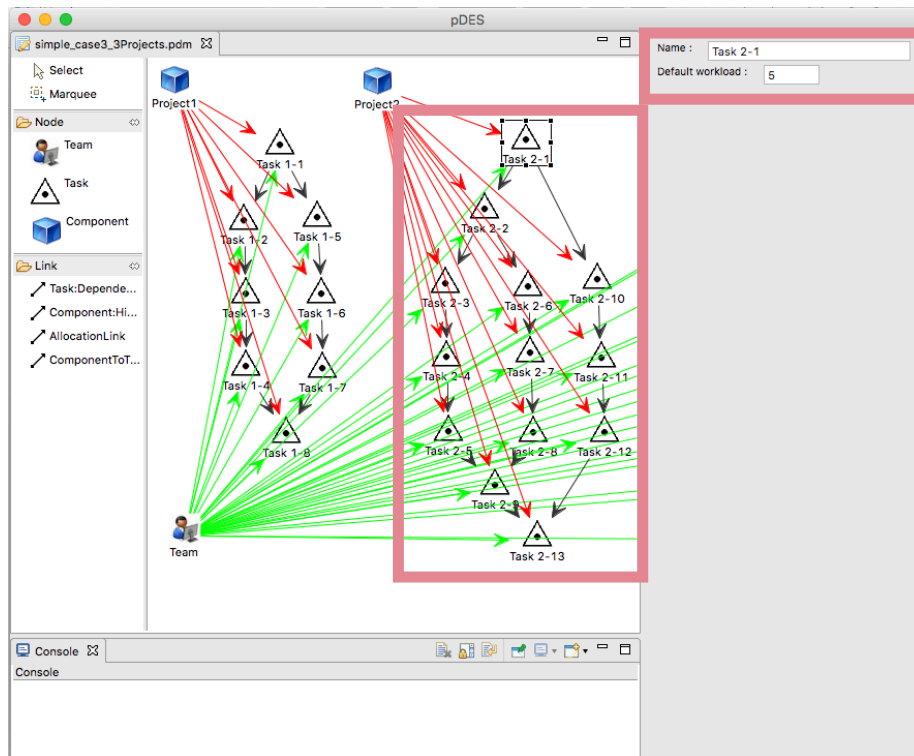 pDES
simple_case3_3Projects.pdm
Name :
Task 2-1
Default workload :
5
Select
Marquee
Node
Team
Task
Component
Link
Task:Depende...
Component:Hi...
AllocationLink
ComponentToT...
Project1
Project2
Task 1-1
Task 2-1
Task 1-2
Task 1-5
Task 2-2
Task 1-3
Task 1-6
Task 2-3
Task 2-6
Task 2-10
Task 1-4
Task 1-7
Task 2-4
Task 2-7
Task 2-11
Task 1-8
Task 2-5
Task 2-8
Task 2-12
Task 2-9
Team
Task 2-13
Console
Console